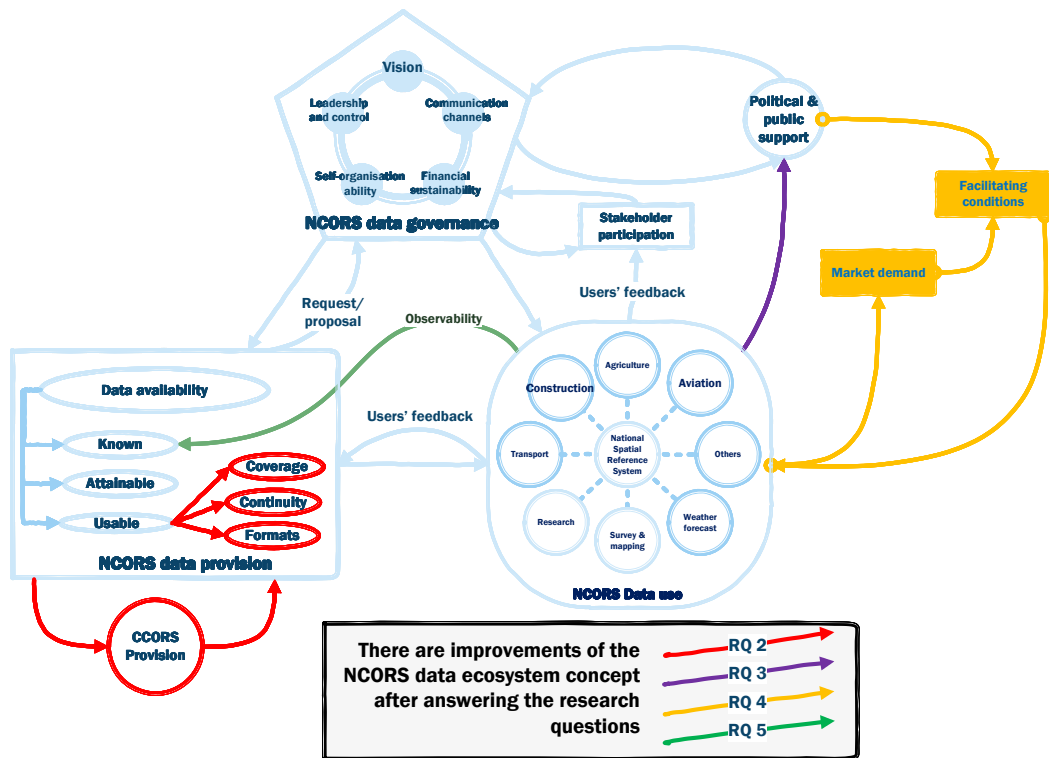 Vision
Leadership
and control
Communication
channels
Self-organisation
ability
Financial
sustainability
NCORS data governance
Political &
public
support
Facilitating
conditions
Stakeholder
participation
Market demand
Request/
proposal
Observability
Users' feedback
Users' feedback
Data availability
Known
Attainable
Usable
Coverage
Continuity
Formats
NCORS data provision
CCORS
Provision
Construction
Agriculture
Aviation
Transport
National
Spatial
Reference
System
Others
Research
Survey &
mapping
Weather
forecast
NCORS Data use
There are improvements of the
NCORS data ecosystem concept
after answering the research
questions
RQ 2
RQ 3
RQ 4
RQ 5